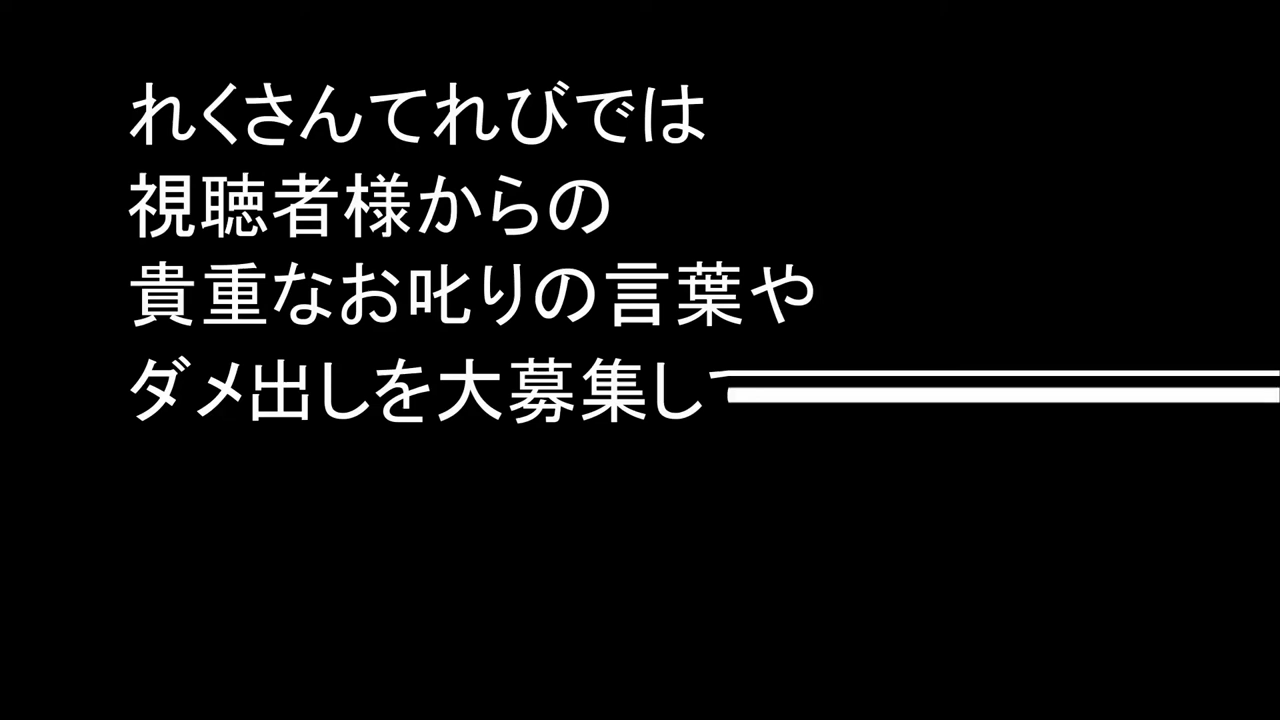 れくさんてれびでは
視聴者様からの
貴重なお叱りの言葉や
ダメ出しを大募集し